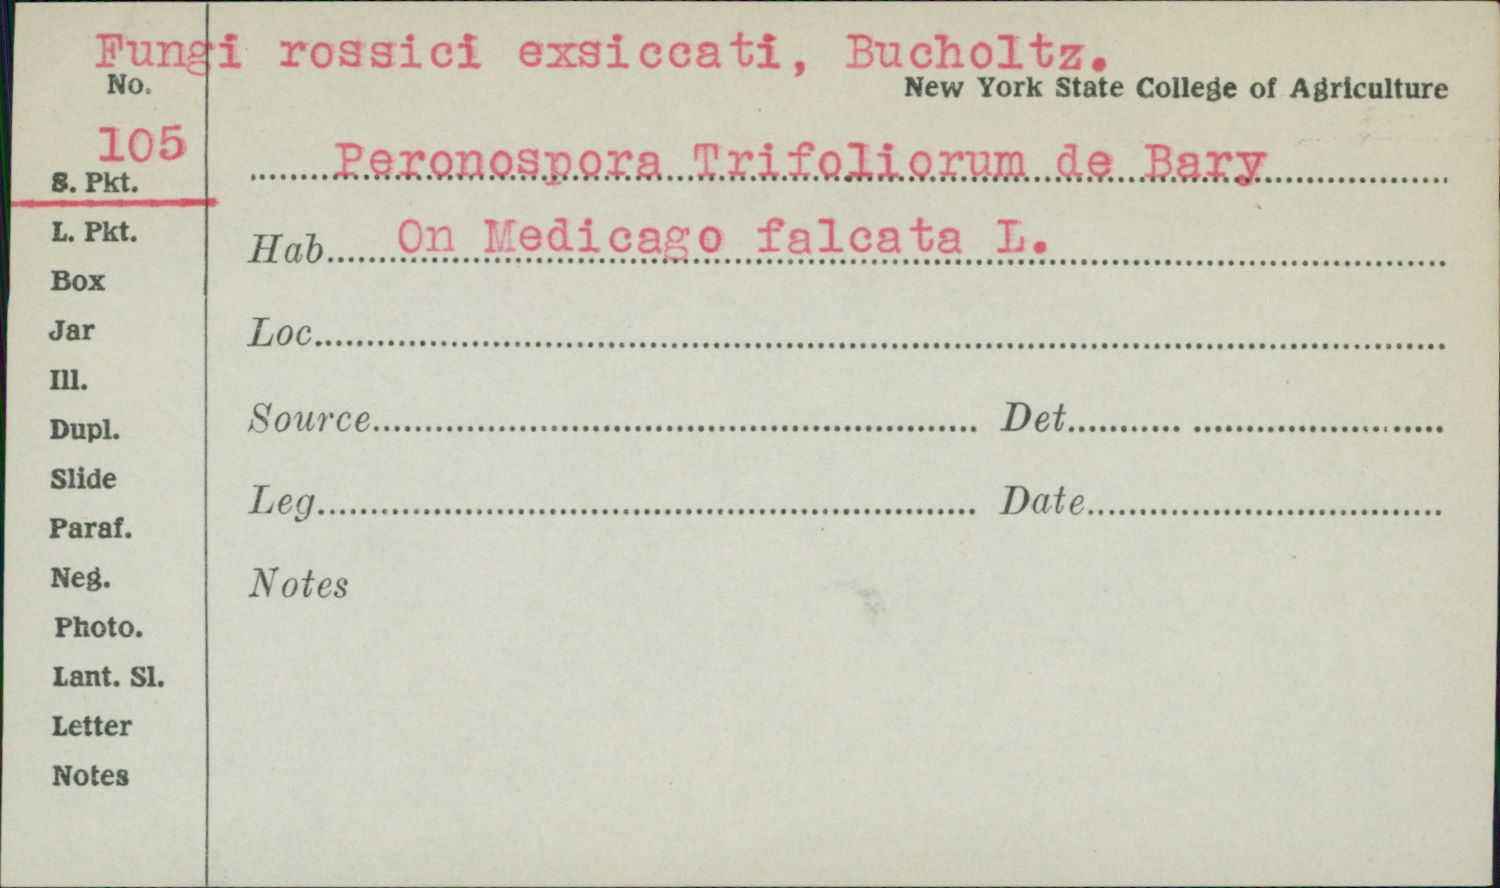 Fungi rossici exsiccati, Bucholtz.
No.
New York State College of Agriculture
105
Peronospora Trifoliorum de Bary
S. Pkt.
L. Pkt.
Hab. On Medicago falcata L.
Box
Jar
Loc.
Ill.
Dupl.
Source Det.
Slide
Leg. Date
Paraf.
Neg.
Notes
Photo.
Lant. Sl.
Letter
Notes